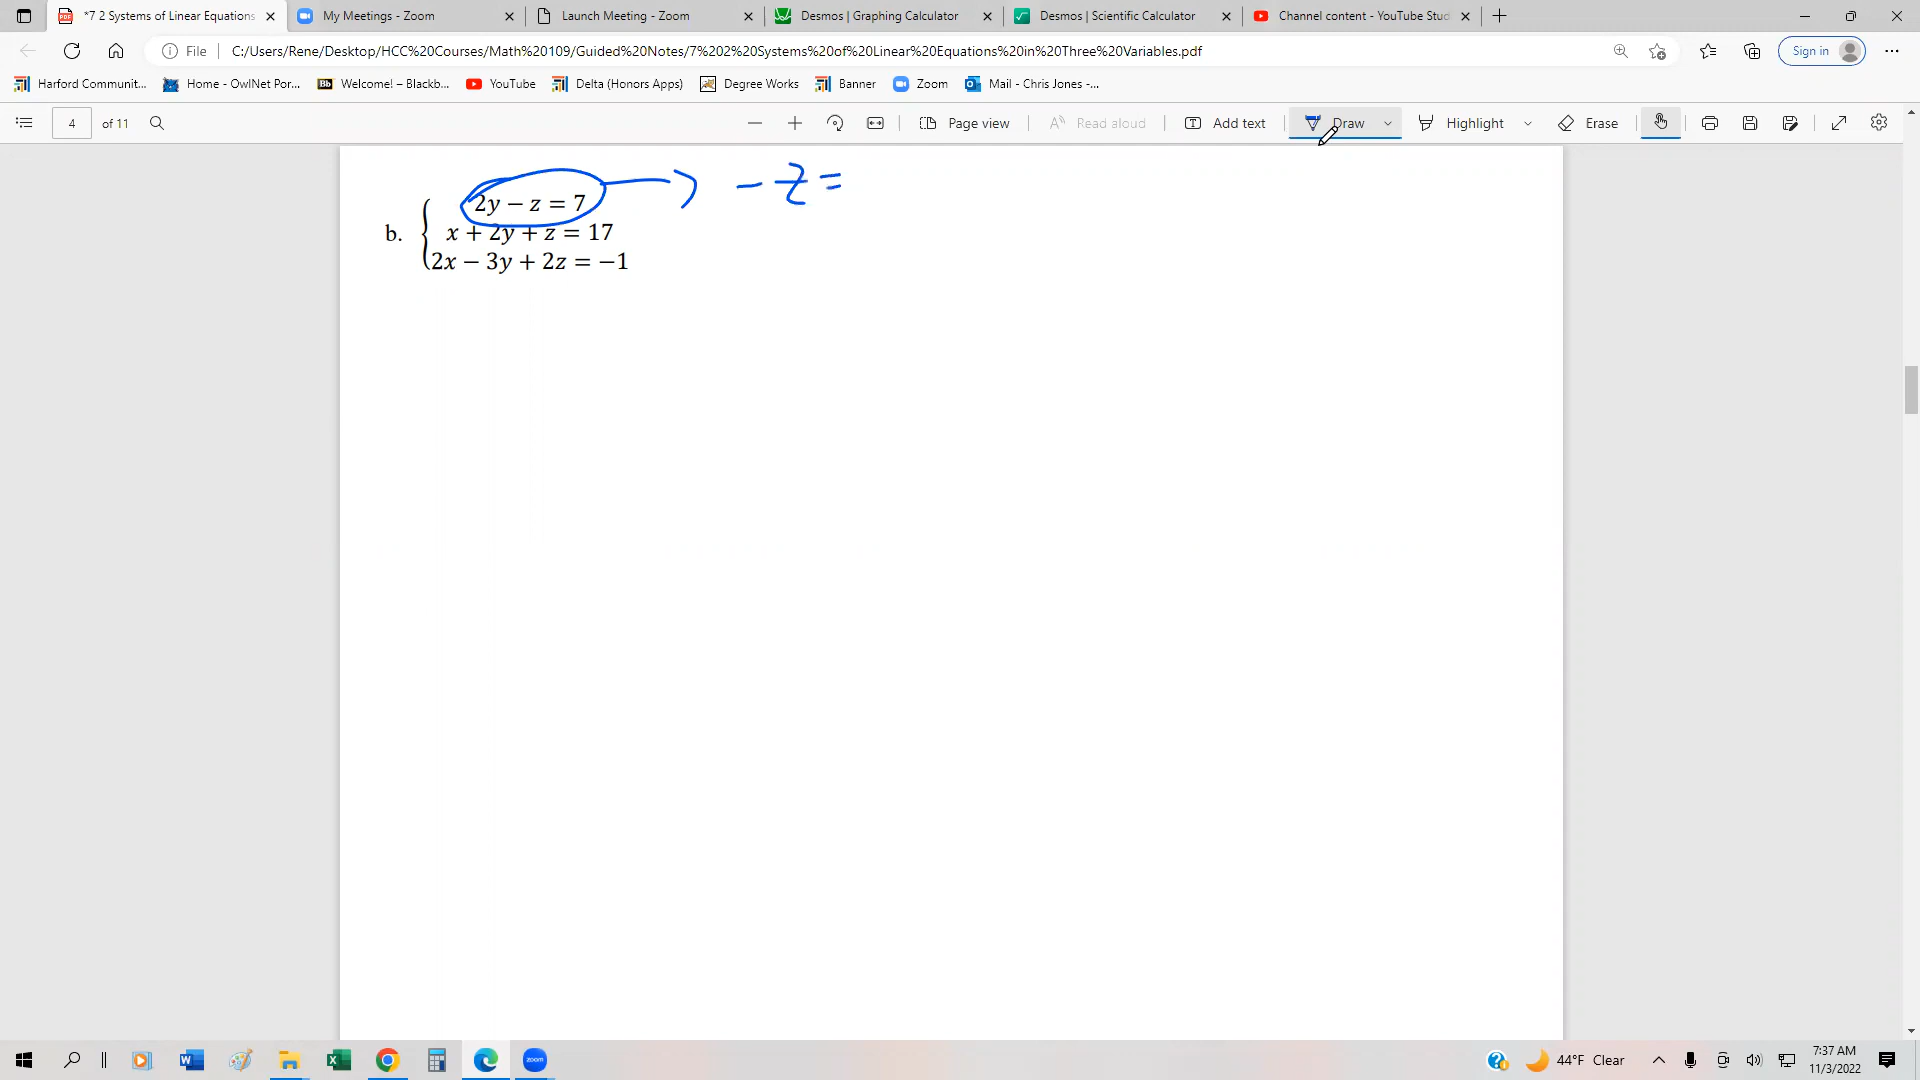 *7 2 Systems of Linear Equations
My Meetings - Zoom
Launch Meeting - Zoom
Desmos | Graphing Calculator
Desmos | Scientific Calculator
Channel content - YouTube Stud
File
C:/Users/Rene/Desktop/HCC%20Courses/Math%20109/Guided%20Notes/7%202%20Systems%20of%20Linear%20Equations%20in%20Three%20Variables.pdf
Sign in
Harford Communit...
Home - OwlNet Por...
Bb Welcome! – Blackb...
YouTube
Delta (Honors Apps)
Degree Works
Banner
Zoom
Mail - Chris Jones -...
4 of 11
Page view
Read aloud
Add text
Draw
Highlight
Erase
2y − z = 7 → - z =
b. { x + 2y + z = 17
2x − 3y + 2z = −1
zoom
44°F Clear
7:37 AM
11/3/2022